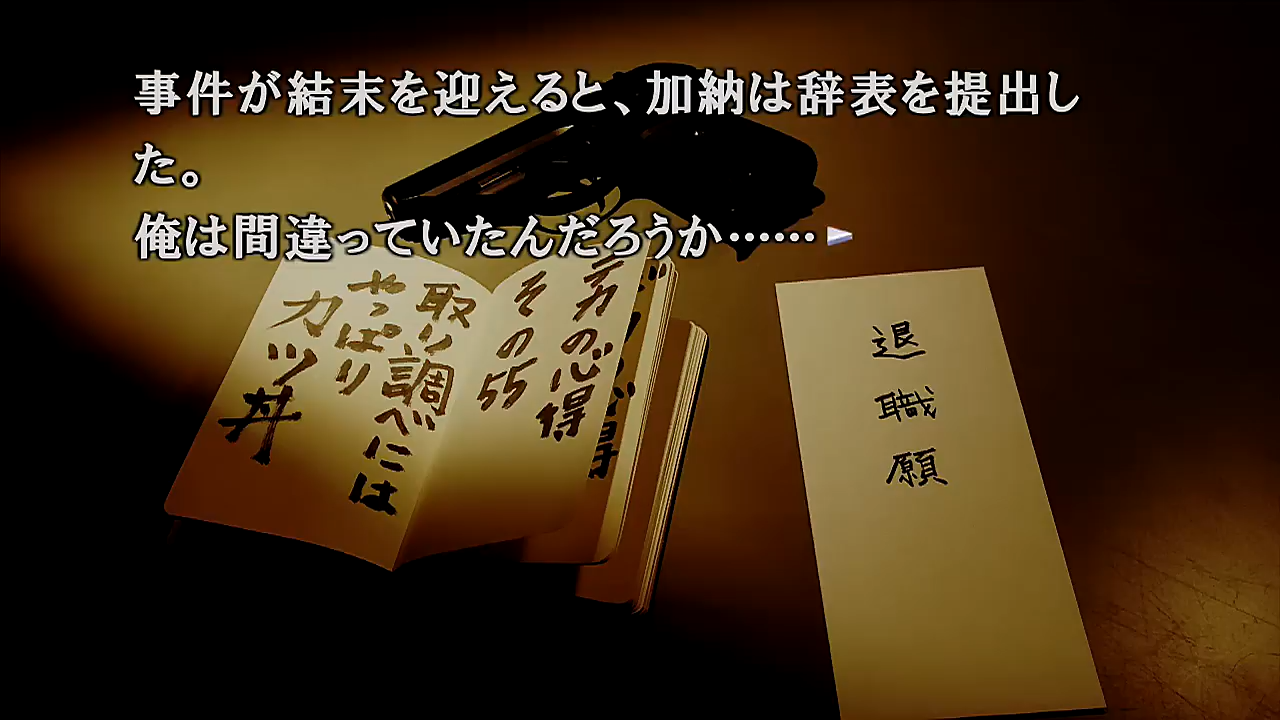 事件が結末を迎えると、加納は辞表を提出し
た。
俺は間違っていたんだろうか……
デカの心得
その55
取り調べには
やっぱり
カツ丼
退職願